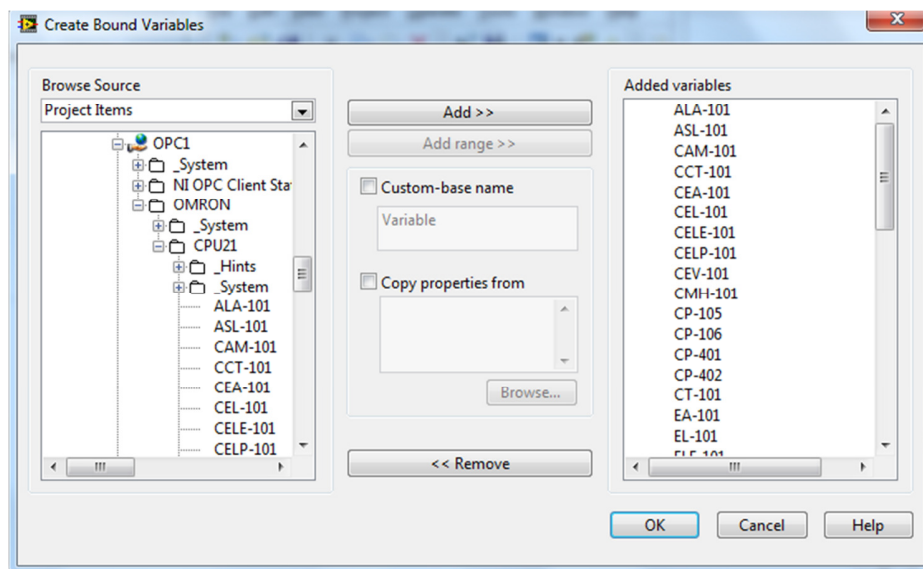 Create Bound Variables
Browse Source
Project Items
OPC1
_System
NI OPC Client Sta
OMRON
_System
CPU21
_Hints
_System
ALA-101
ASL-101
CAM-101
CCT-101
CEA-101
CEL-101
CELE-101
CELP-101
Add >>
Add range >>
Custom-base name
Variable
Copy properties from
Browse...
<< Remove
Added variables
ALA-101
ASL-101
CAM-101
CCT-101
CEA-101
CEL-101
CELE-101
CELP-101
CEV-101
CMH-101
CP-105
CP-106
CP-401
CP-402
CT-101
EA-101
EL-101
OK
Cancel
Help